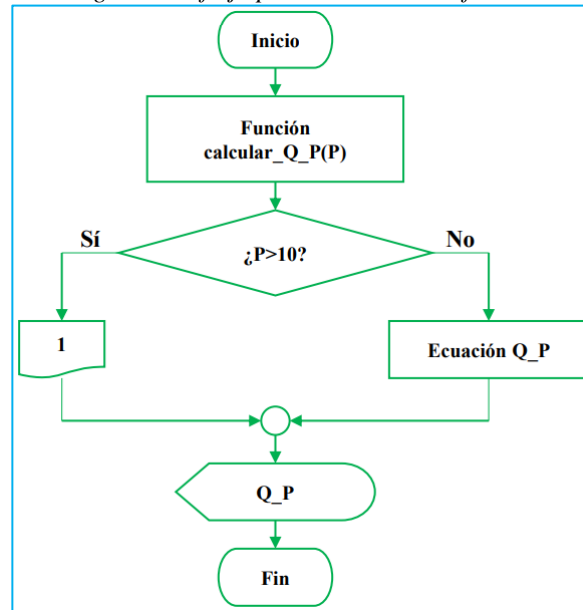 Inicio
Función
calcular_Q_P(P)
Sí
No
¿P>10?
1
Ecuación Q_P
Q_P
Fin